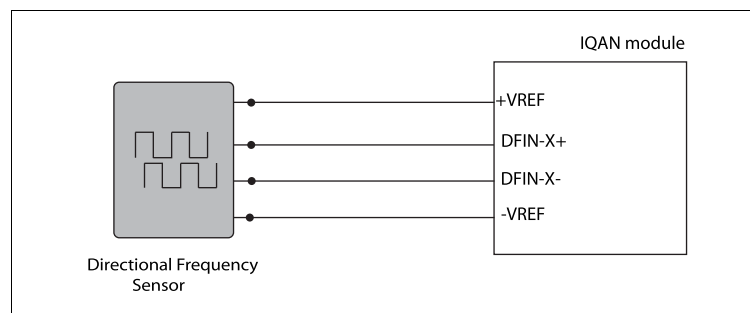 IQAN module
+VREF
DFIN-X+
DFIN-X-
-VREF
Directional Frequency
Sensor